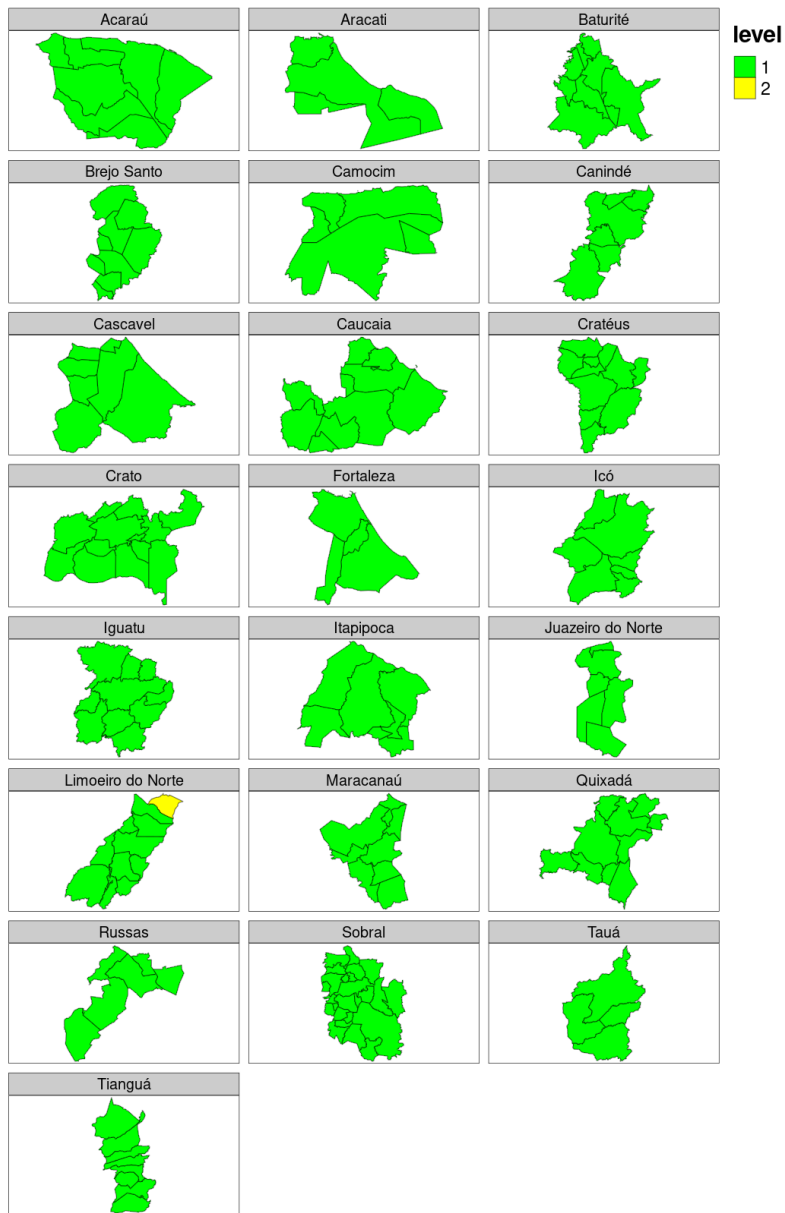 Acaraú
Aracati
Baturité
level
1
2
Brejo Santo
Camocim
Canindé
Cascavel
Caucaia
Cratéus
Crato
Fortaleza
Icó
Iguatu
Itapipoca
Juazeiro do Norte
Limoeiro do Norte
Maracanaú
Quixadá
Russas
Sobral
Tauá
Tianguá